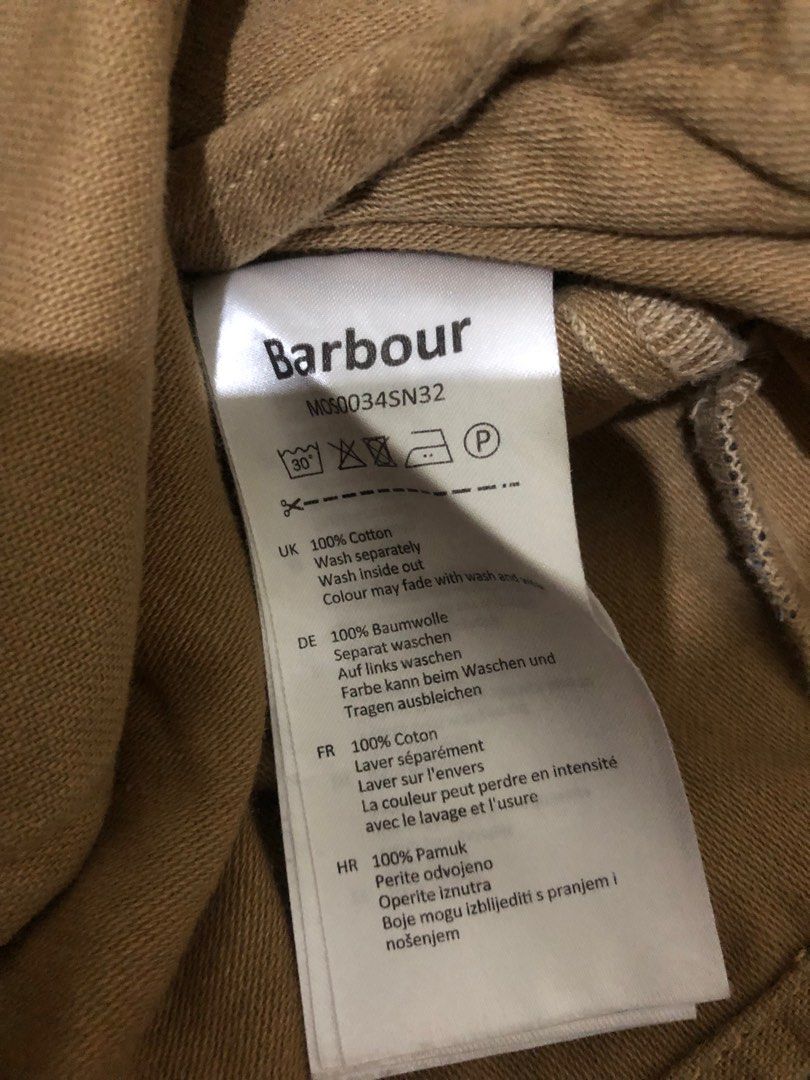 Barbour
MOS0034SN32
30°
P
UK 100% Cotton
Wash separately
Wash inside out
Colour may fade with wash and wear
DE 100% Baumwolle
Separat waschen
Auf links waschen
Farbe kann beim Waschen und
Tragen ausbleichen
FR 100% Coton
Laver séparément
Laver sur l'envers
La couleur peut perdre en intensité
avec le lavage et l'usure
HR 100% Pamuk
Perite odvojeno
Operite iznutra
Boje mogu izblijediti s pranjem i
nošenjem